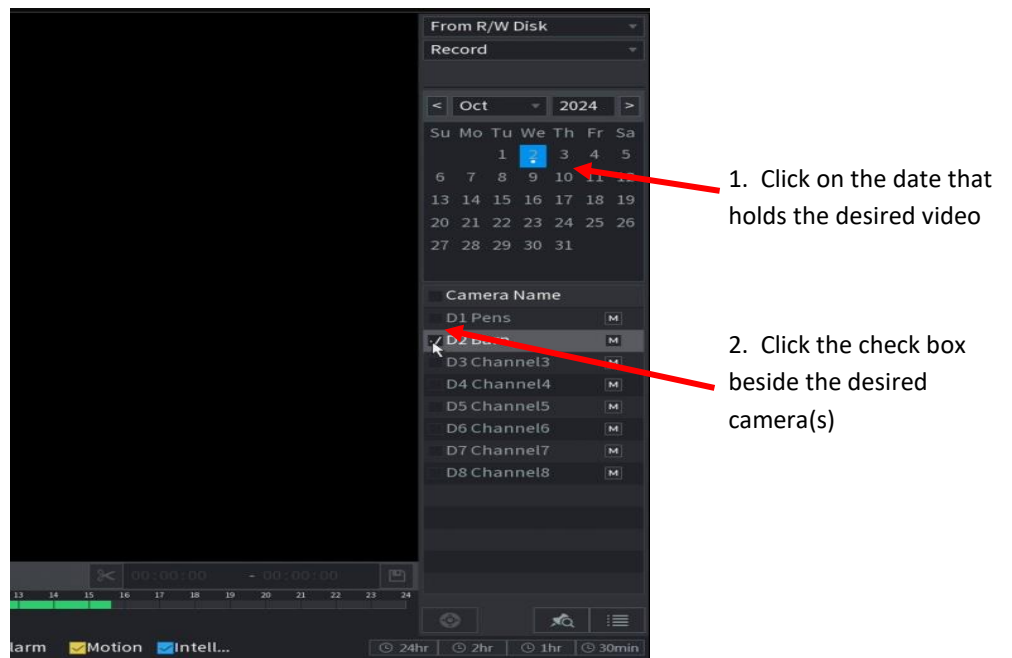 From R/W Disk
Record
< Oct 2024 >
Su Mo Tu We Th Fr Sa
1 2 3 4 5
6 7 8 9 10 11 12
13 14 15 16 17 18 19
20 21 22 23 24 25 26
27 28 29 30 31
1. Click on the date that
holds the desired video
Camera Name
D1 Pens M
D2 Barn M
D3 Channel3 M
D4 Channel4 M
D5 Channel5 M
D6 Channel6 M
D7 Channel7 M
D8 Channel8 M
2. Click the check box
beside the desired
camera(s)
00:00:00 - 00:00:00
13 14 15 16 17 18 19 20 21 22 23 24
larm Motion Intell...
24hr 2hr 1hr 30min